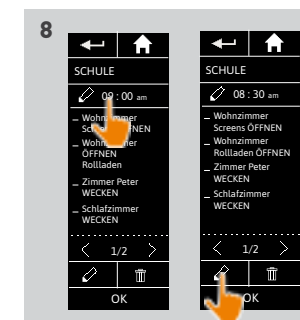 8
SCHULE
09 : 00 am
_ Wohnzimmer
ÖFFNEN
_
ÖFFNEN
Rollladen
_ Zimmer Peter
WECKEN
_ Schlafzimmer
WECKEN
1/2
OK
SCHULE
08 : 30 am
_ Wohnzimmer
Screens ÖFFNEN
_ Wohnzimmer
Rollladen ÖFFNEN
_ Zimmer Peter
WECKEN
_ Schlafzimmer
WECKEN
1/2
OK